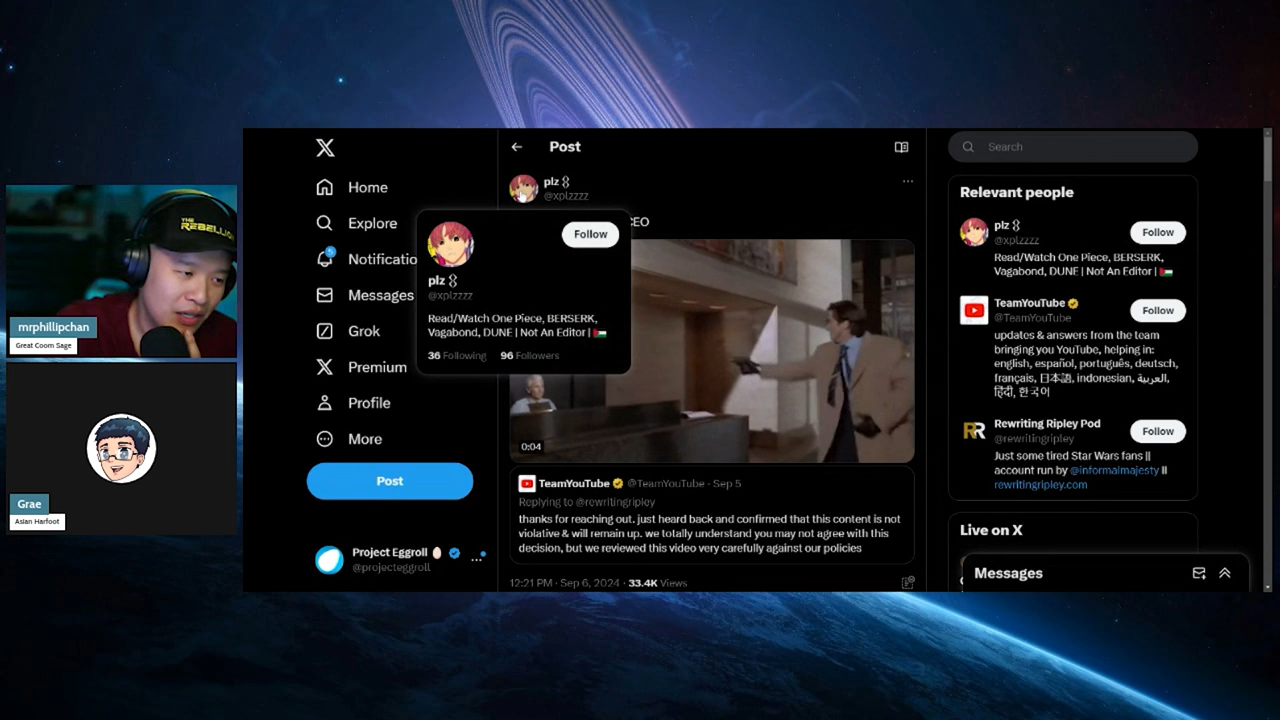 THE
REBELLI
mrphillipchan
Great Coom Sage
Grae
Asian Harfoot
X
Home
Explore
Notificatio
Messages
Grok
Premium
Profile
More
Post
Project Eggroll
@projecteggroll
Post
plz
@xplzzzz
CEO
Follow
plz
@xplzzzz
Read/Watch One Piece, BERSERK,
Vagabond, DUNE | Not An Editor | 🇵🇸
36 Following 96 Followers
0:04
TeamYouTube @TeamYouTube · Sep 5
Replying to @rewritingripley
thanks for reaching out. just heard back and confirmed that this content is not
violative & will remain up. we totally understand you may not agree with this
decision, but we reviewed this video very carefully against our policies
12:21 PM · Sep 6, 2024 · 33.4K Views
Search
Relevant people
plz
@xplzzzz
Follow
Read/Watch One Piece, BERSERK,
Vagabond, DUNE | Not An Editor | 🇵🇸
TeamYouTube
@TeamYouTube
Follow
updates & answers from the team
bringing you YouTube, helping in:
english, español, português, deutsch,
français, 日本語, indonesian, العربية,
हिंदी, 한국어
RR
Rewriting Ripley Pod
@rewritingripley
Follow
Just some tired Star Wars fans ||
account run by @informalmajesty ||
rewritingripley.com
Live on X
Messages